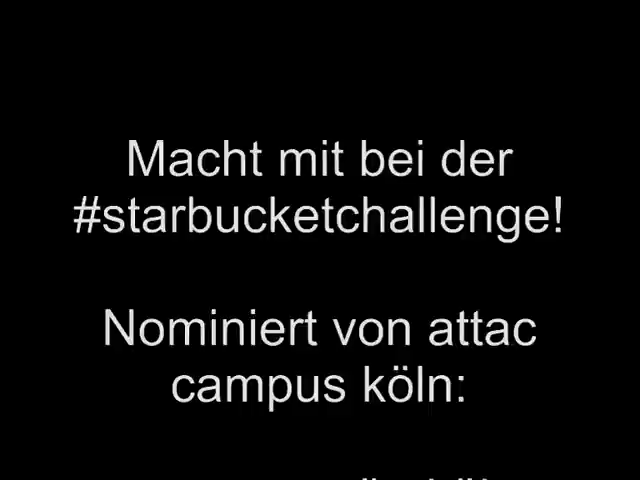 Macht mit bei der
#starbucketchallenge!
Nominiert von attac
campus köln: